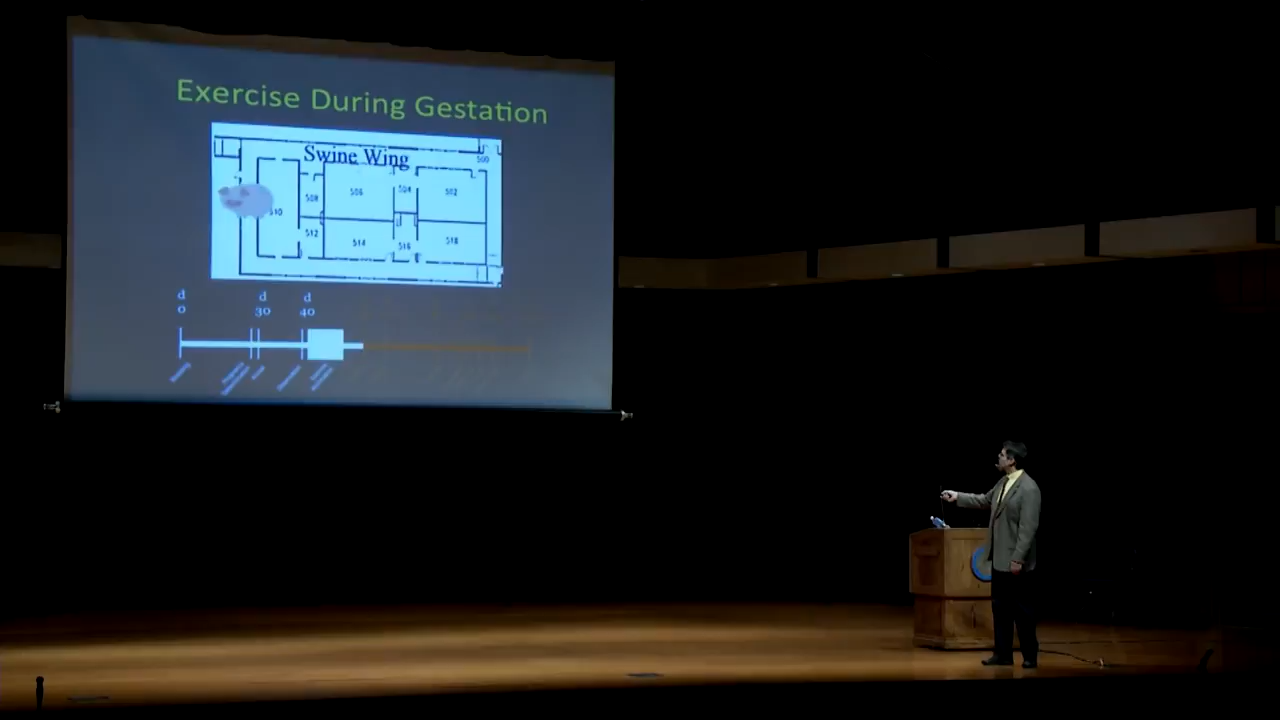 Exercise During Gestation
Swine Wing
500
508
506
504
502
510
512
514
516
518
d d d
0 30 40